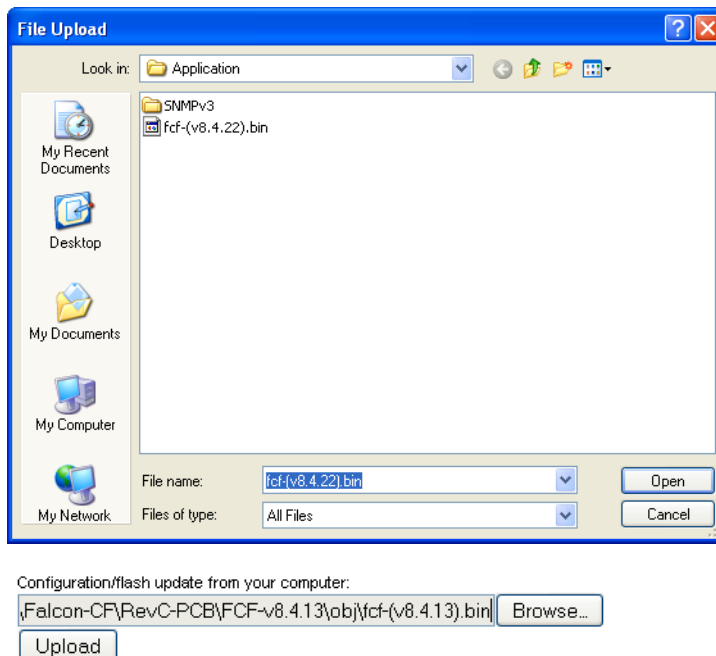 File Upload
Look in: Application
SNMPv3
fcf-(v8.4.22).bin
My Recent
Documents
Desktop
My Documents
My Computer
My Network
File name: fcf-(v8.4.22).bin Open
Files of type: All Files Cancel
Configuration/flash update from your computer:
\Falcon-CF\RevC-PCB\FCF-v8.4.13\obj\fcf-(v8.4.13).bin Browse...
Upload